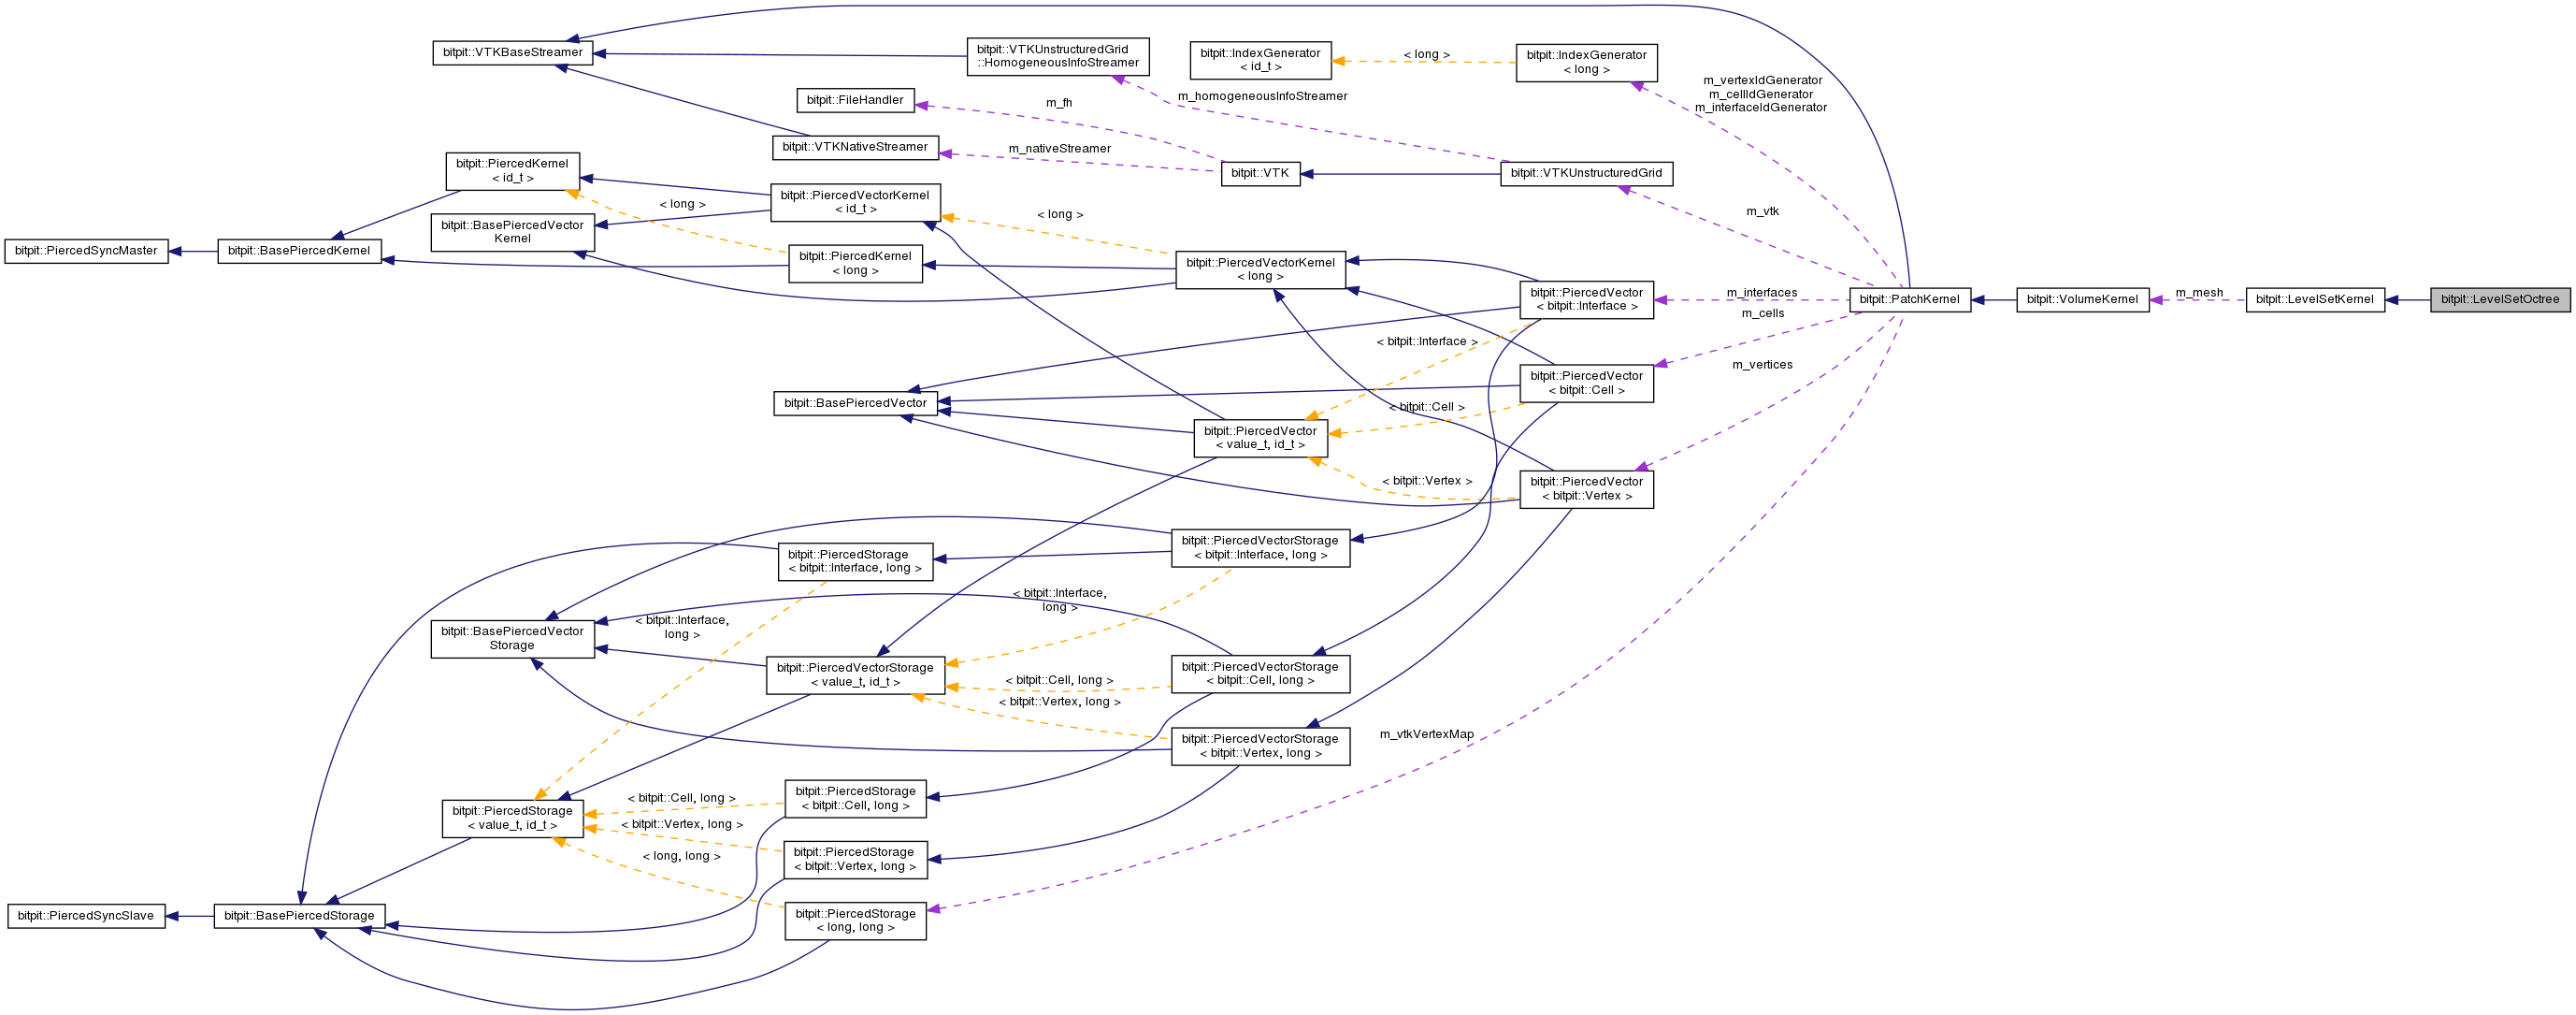 bitpit::VTKBaseStreamer
bitpit::VTKUnstructuredGrid
::HomogeneousInfoStreamer
bitpit::IndexGenerator
< id_t >
< long >
bitpit::IndexGenerator
< long >
m_vertexIdGenerator
m_cellIdGenerator
m_interfaceIdGenerator
bitpit::FileHandler
m_fh
m_homogeneousInfoStreamer
bitpit::VTKNativeStreamer
m_nativeStreamer
bitpit::VTK
bitpit::VTKUnstructuredGrid
m_vtk
bitpit::PiercedKernel
< id_t >
< long >
bitpit::PiercedVectorKernel
< id_t >
< long >
bitpit::BasePiercedVector
Kernel
bitpit::PiercedSyncMaster
bitpit::BasePiercedKernel
bitpit::PiercedKernel
< long >
bitpit::PiercedVectorKernel
< long >
bitpit::PiercedVector
< bitpit::Interface >
m_interfaces
m_cells
bitpit::PatchKernel
bitpit::VolumeKernel
m_mesh
bitpit::LevelSetKernel
bitpit::LevelSetOctree
< bitpit::Interface >
m_vertices
bitpit::PiercedVector
< bitpit::Cell >
bitpit::BasePiercedVector
< bitpit::Cell >
bitpit::PiercedVector
< value_t, id_t >
< bitpit::Vertex >
bitpit::PiercedVector
< bitpit::Vertex >
bitpit::PiercedStorage
< bitpit::Interface, long >
bitpit::PiercedVectorStorage
< bitpit::Interface, long >
< bitpit::Interface,
long >
< bitpit::Interface,
long >
bitpit::BasePiercedVector
Storage
bitpit::PiercedVectorStorage
< value_t, id_t >
< bitpit::Cell, long >
< bitpit::Vertex, long >
bitpit::PiercedVectorStorage
< bitpit::Cell, long >
bitpit::PiercedVectorStorage
< bitpit::Vertex, long >
m_vtkVertexMap
bitpit::PiercedStorage
< value_t, id_t >
< bitpit::Cell, long >
< bitpit::Vertex, long >
< long, long >
bitpit::PiercedStorage
< bitpit::Cell, long >
bitpit::PiercedStorage
< bitpit::Vertex, long >
bitpit::PiercedStorage
< long, long >
bitpit::PiercedSyncSlave
bitpit::BasePiercedStorage